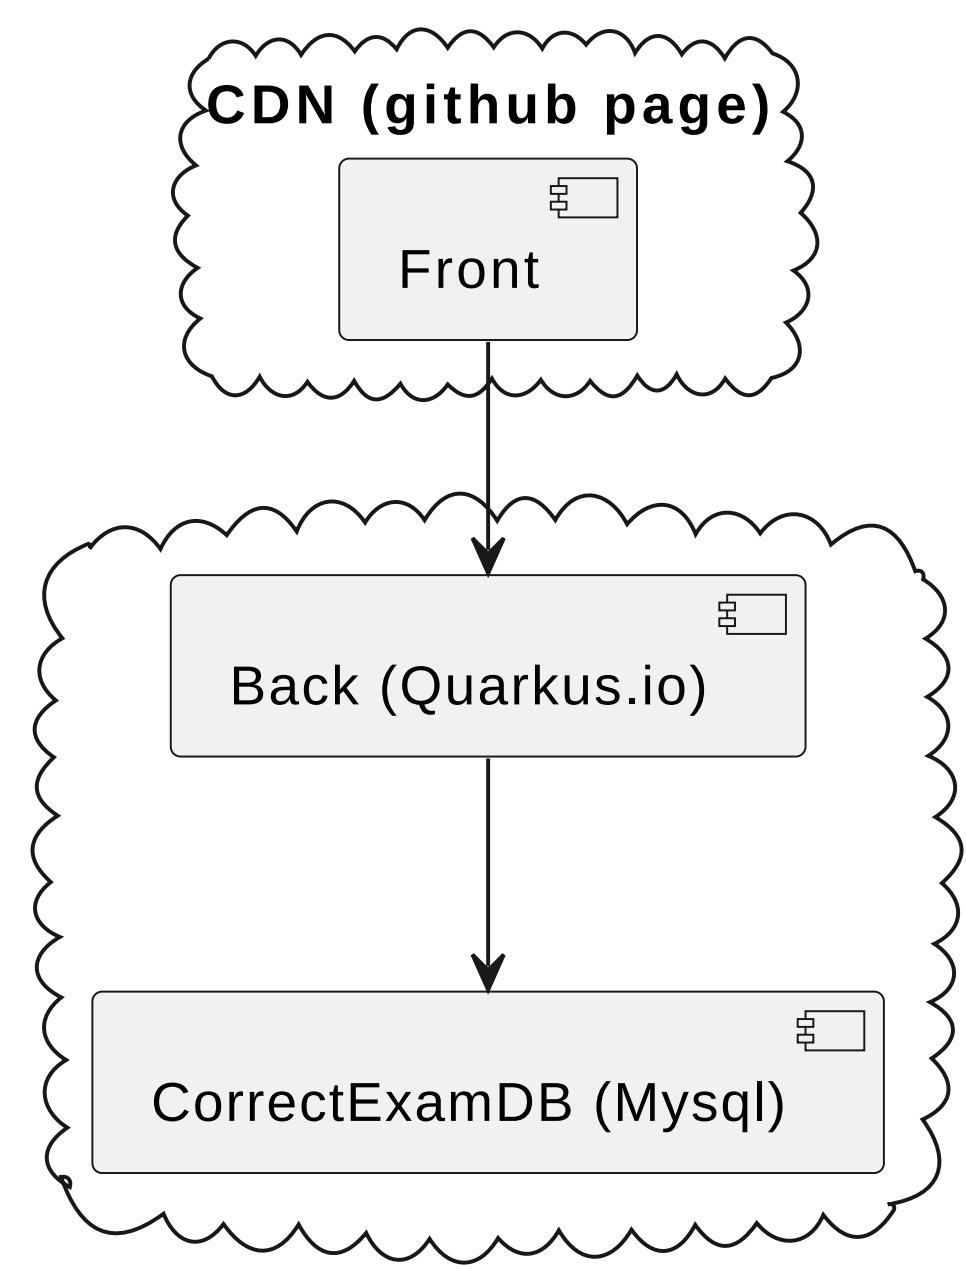 CDN (github page)
Front
Back (Quarkus.io)
CorrectExamDB (Mysql)